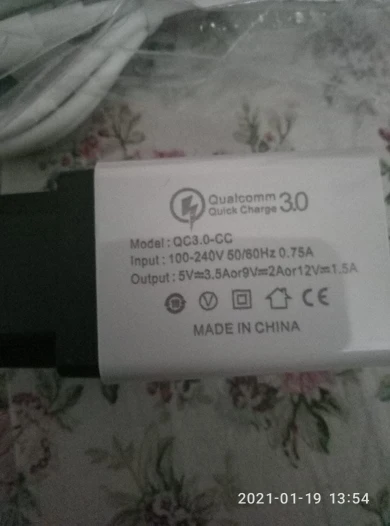 Qualcomm
Quick Charge 3.0
Model : QC3.0-CC
Input : 100-240V 50/60Hz 0.75A
Output : 5V⎓3.5Aor9V⎓2Aor12V⎓1.5A
CE
MADE IN CHINA
2021-01-19 13:54